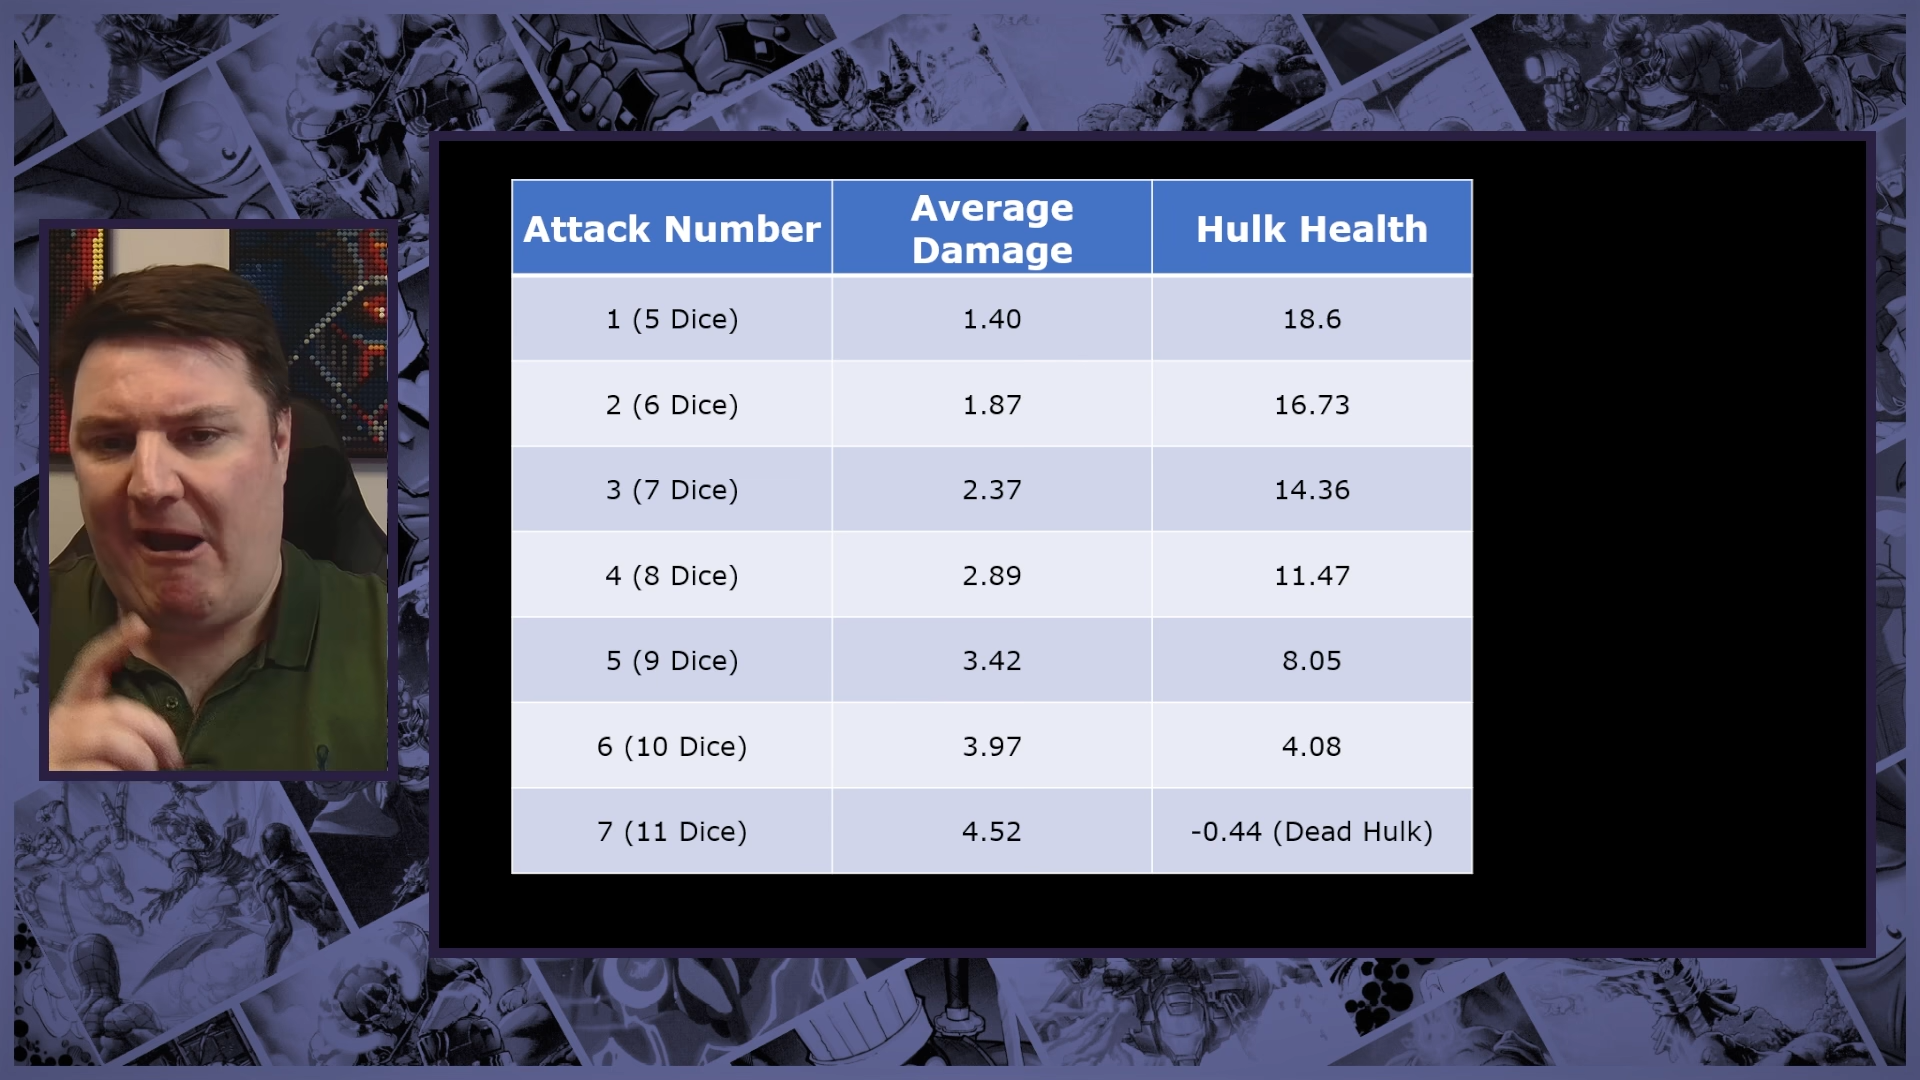 Attack Number Average Damage Hulk Health
1 (5 Dice) 1.40 18.6
2 (6 Dice) 1.87 16.73
3 (7 Dice) 2.37 14.36
4 (8 Dice) 2.89 11.47
5 (9 Dice) 3.42 8.05
6 (10 Dice) 3.97 4.08
7 (11 Dice) 4.52 -0.44 (Dead Hulk)